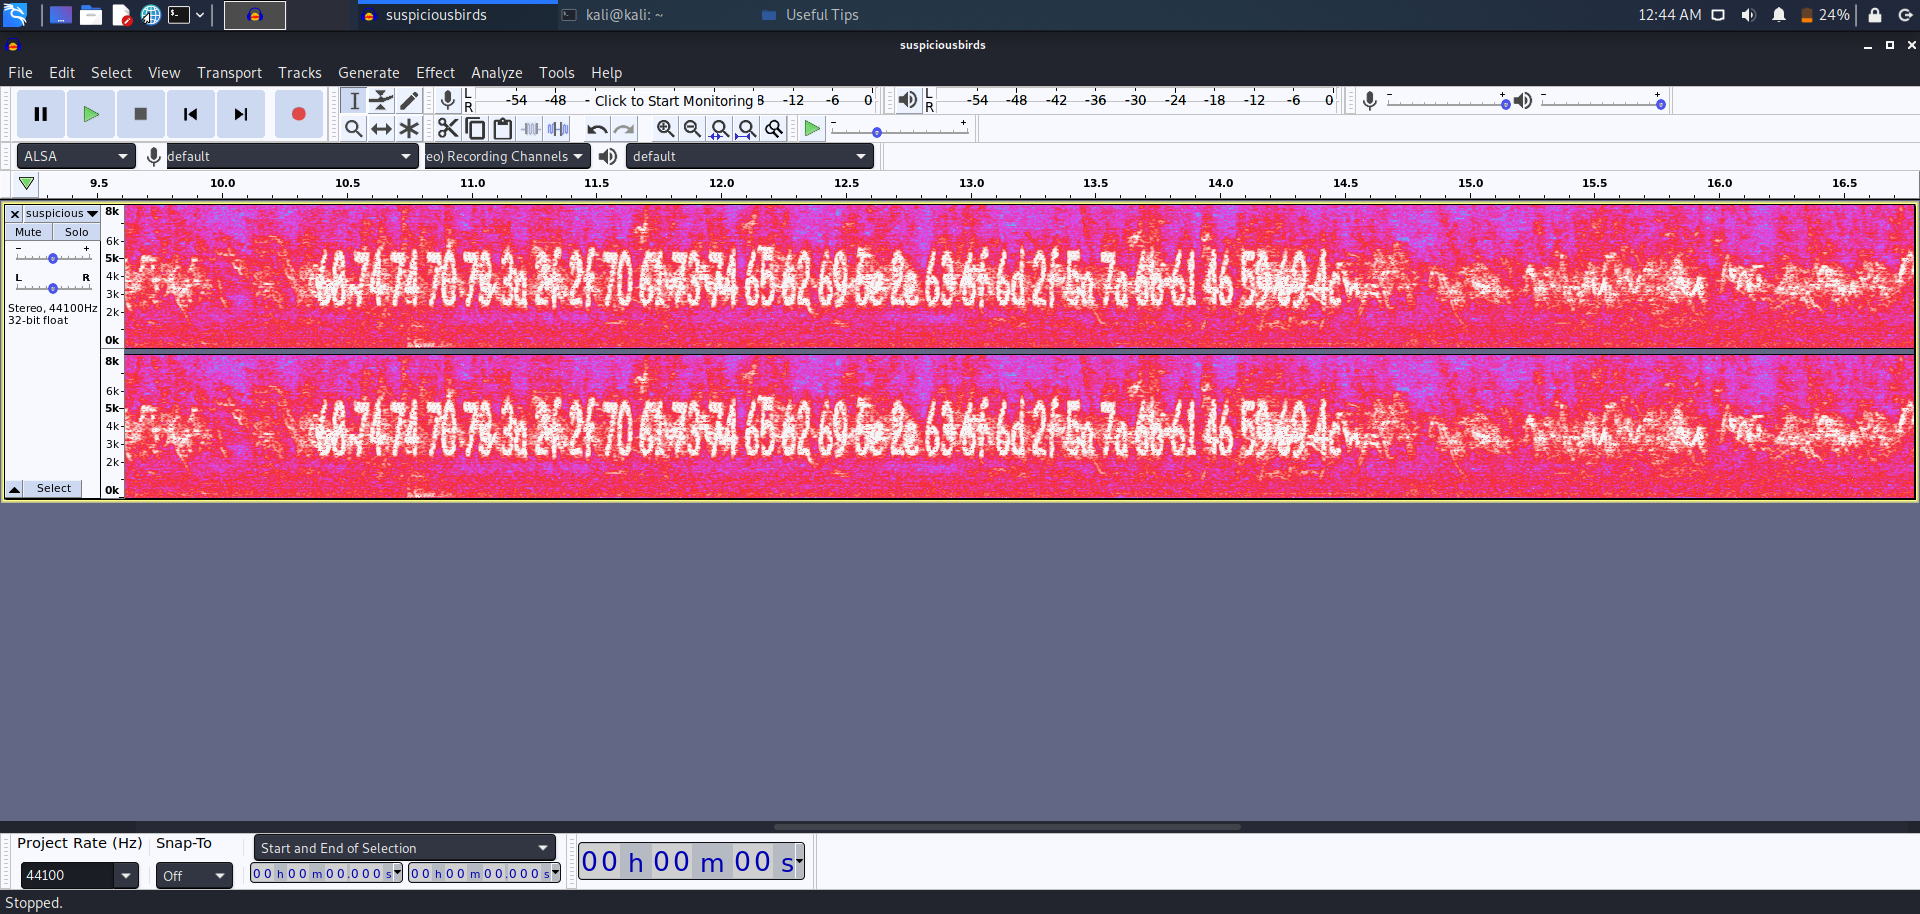 suspiciousbirds
kali@kali: ~
Useful Tips
12:44 AM
24%
suspiciousbirds
File Edit Select View Transport Tracks Generate Effect Analyze Tools Help
L R -54 -48 - Click to Start Monitoring 8 -12 -6 0
L R -54 -48 -42 -36 -30 -24 -18 -12 -6 0
ALSA default eo) Recording Channels default
9.5 10.0 10.5 11.0 11.5 12.0 12.5 13.0 13.5 14.0 14.5 15.0 15.5 16.0 16.5
suspicious
Mute Solo
- +
L R
Stereo, 44100Hz
32-bit float
8k
6k
5k
4k
3k
2k
0k
68 74 74 70 73 3a 2f 2f 70 61 73 74 65 62 69 6e 2e 63 6f 6d 2f 5a 7a 6b 61 46 59 69 4c
8k
6k
5k
4k
3k
2k
0k
68 74 74 70 73 3a 2f 2f 70 61 73 74 65 62 69 6e 2e 63 6f 6d 2f 5a 7a 6b 61 46 59 69 4c
Select
Project Rate (Hz) Snap-To Start and End of Selection
44100 Off 00 h 00 m 00.000 s 00 h 00 m 00.000 s
00 h 00 m 00 s
Stopped.